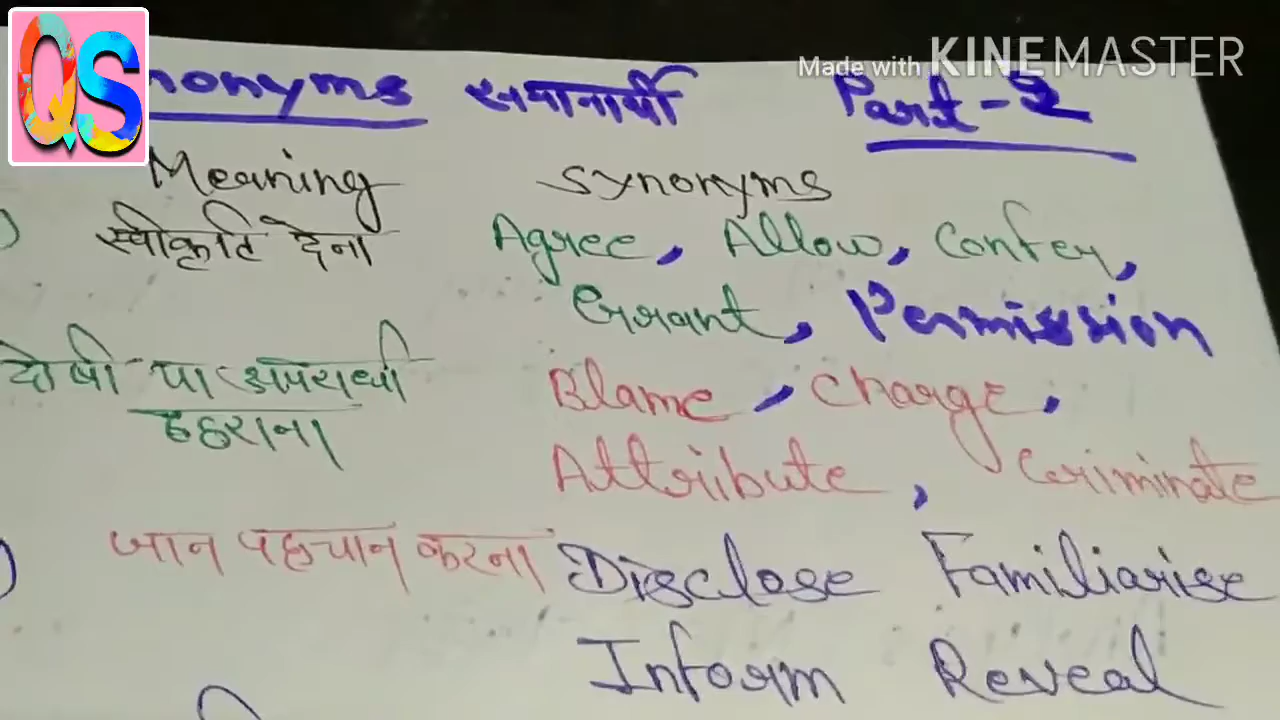 QS
Made with KINEMASTER
nonyms समानार्थी Part-2
Meaning synonyms
स्वीकृति देना Agree, Allow, Confer,
Grant, Permission
दोषी या अपराधी Blame, Charge,
ठहराना Attribute, Criminate
जान पहचान करना Disclose Familiarise
Inform Reveal